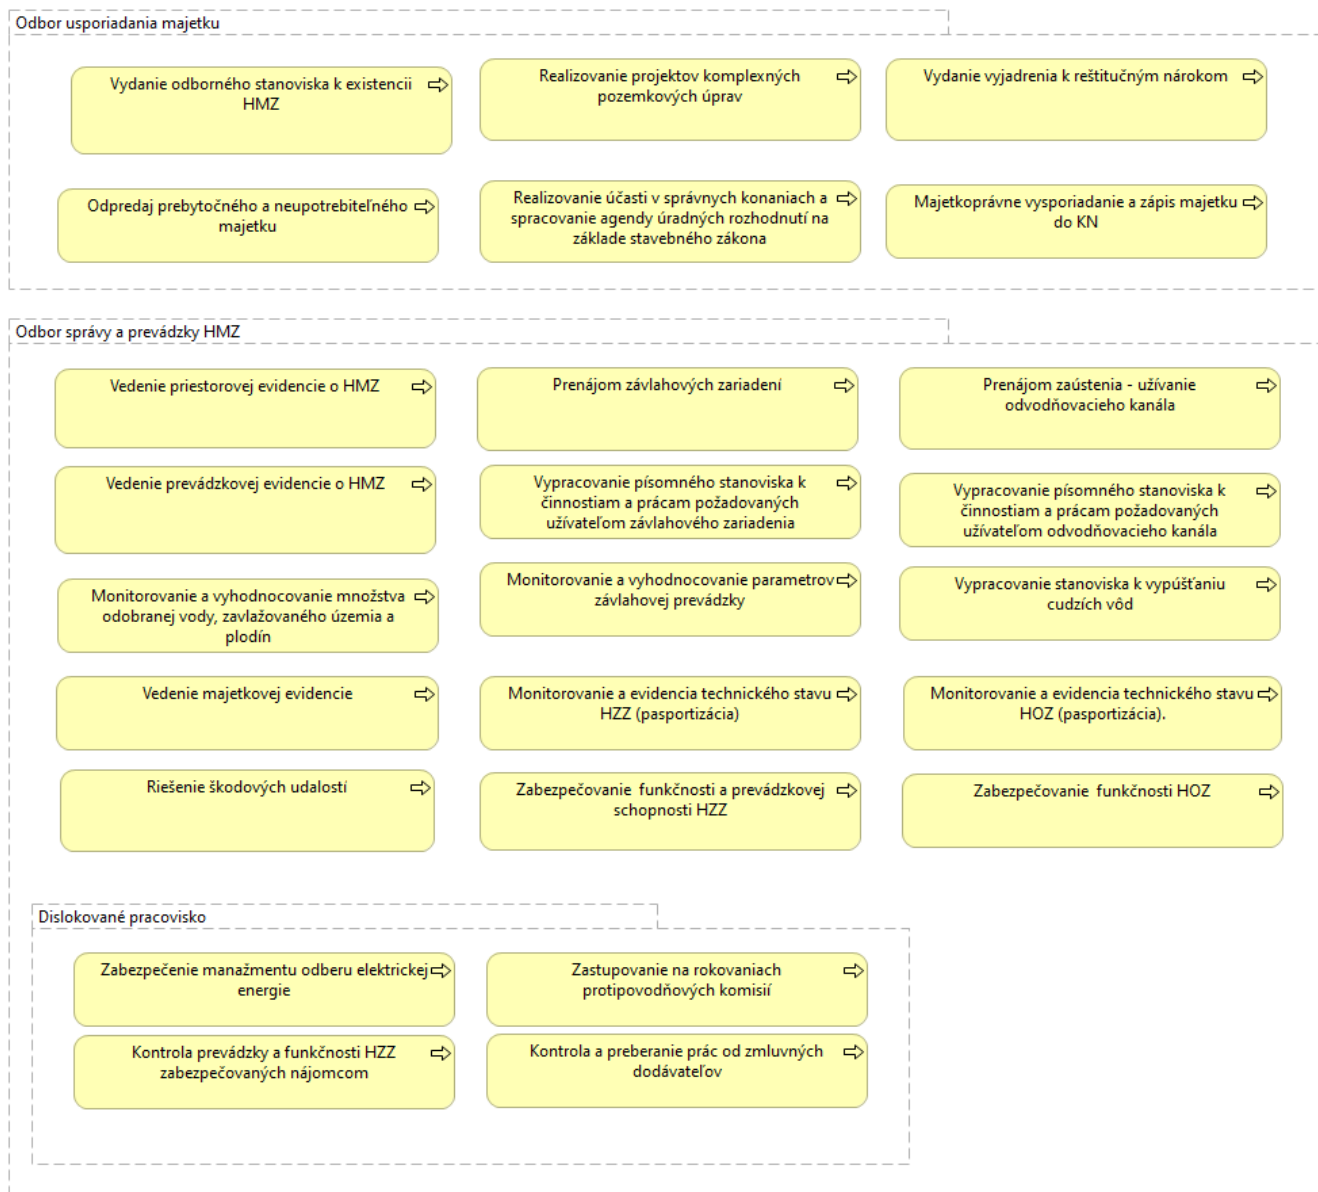 Odbor usporiadania majetku
Vydanie odborného stanoviska k existencii
HMZ
Realizovanie projektov komplexných
pozemkových úprav
Vydanie vyjadrenia k reštitučným nárokom
Odpredaj prebytočného a neupotrebiteľného
majetku
Realizovanie účasti v správnych konaniach a
spracovanie agendy úradných rozhodnutí na
základe stavebného zákona
Majetkoprávne vysporiadanie a zápis majetku
do KN
Odbor správy a prevádzky HMZ
Vedenie priestorovej evidencie o HMZ
Prenájom závlahových zariadení
Prenájom zaústenia - užívanie
odvodňovacieho kanála
Vedenie prevádzkovej evidencie o HMZ
Vypracovanie písomného stanoviska k
činnostiam a prácam požadovaných
užívateľom závlahového zariadenia
Vypracovanie písomného stanoviska k
činnostiam a prácam požadovaných
užívateľom odvodňovacieho kanála
Monitorovanie a vyhodnocovanie množstva
odobranej vody, zavlažovaného územia a
plodín
Monitorovanie a vyhodnocovanie parametrov
závlahovej prevádzky
Vypracovanie stanoviska k vypúšťaniu
cudzích vôd
Vedenie majetkovej evidencie
Monitorovanie a evidencia technického stavu
HZZ (pasportizácia)
Monitorovanie a evidencia technického stavu
HOZ (pasportizácia).
Riešenie škodových udalostí
Zabezpečovanie  funkčnosti a prevádzkovej
schopnosti HZZ
Zabezpečovanie  funkčnosti HOZ
Dislokované pracovisko
Zabezpečenie manažmentu odberu elektrickej
energie
Zastupovanie na rokovaniach
protipovodňových komisií
Kontrola prevádzky a funkčnosti HZZ
zabezpečovaných nájomcom
Kontrola a preberanie prác od zmluvných
dodávateľov